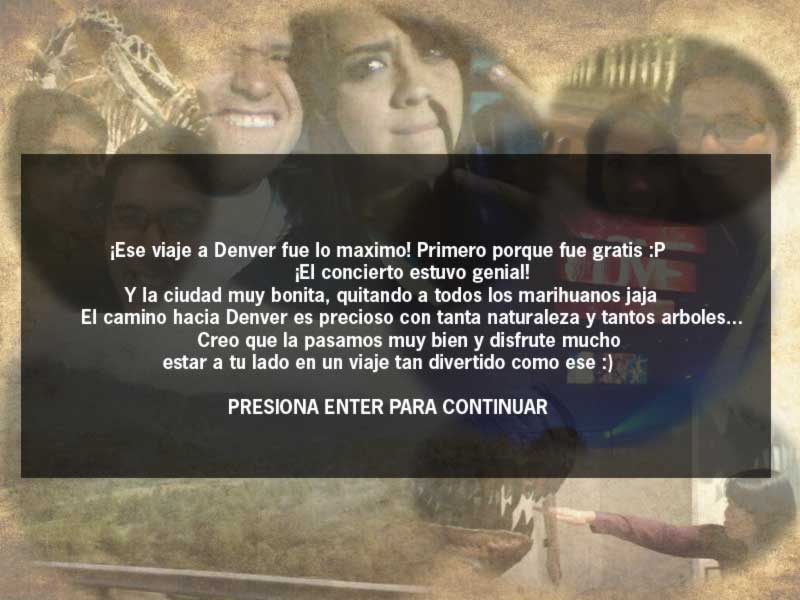 ¡Ese viaje a Denver fue lo maximo! Primero porque fue gratis :P
¡El concierto estuvo genial!
Y la ciudad muy bonita, quitando a todos los marihuanos jaja
El camino hacia Denver es precioso con tanta naturaleza y tantos arboles...
Creo que la pasamos muy bien y disfrute mucho
estar a tu lado en un viaje tan divertido como ese :)
PRESIONA ENTER PARA CONTINUAR
LOVE